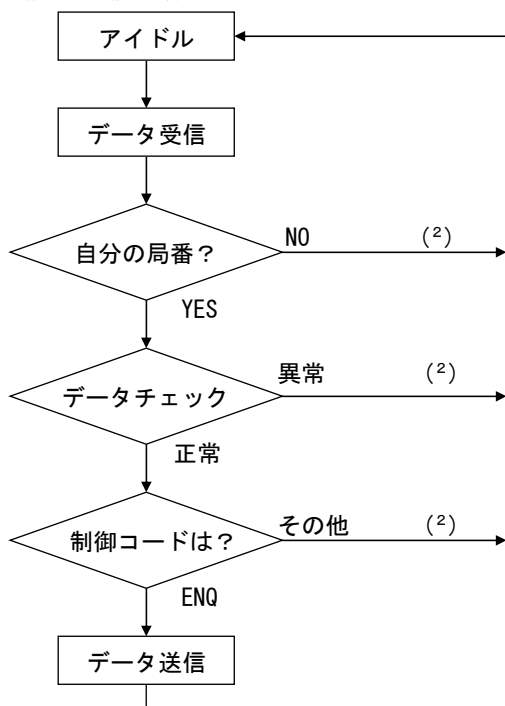 アイドル
データ受信
自分の局番？
NO
(²)
YES
データチェック
異常
(²)
正常
制御コードは？
その他
(²)
ENQ
データ送信